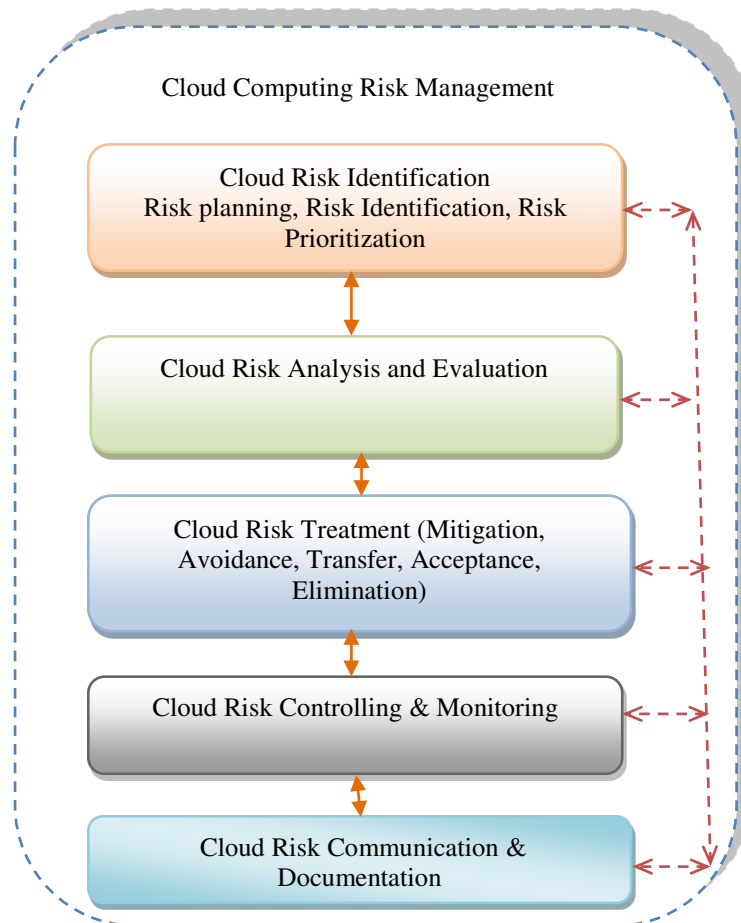 Cloud Computing Risk Management
Cloud Risk Identification
Risk planning, Risk Identification, Risk
Prioritization
Cloud Risk Analysis and Evaluation
Cloud Risk Treatment (Mitigation,
Avoidance, Transfer, Acceptance,
Elimination)
Cloud Risk Controlling & Monitoring
Cloud Risk Communication &
Documentation